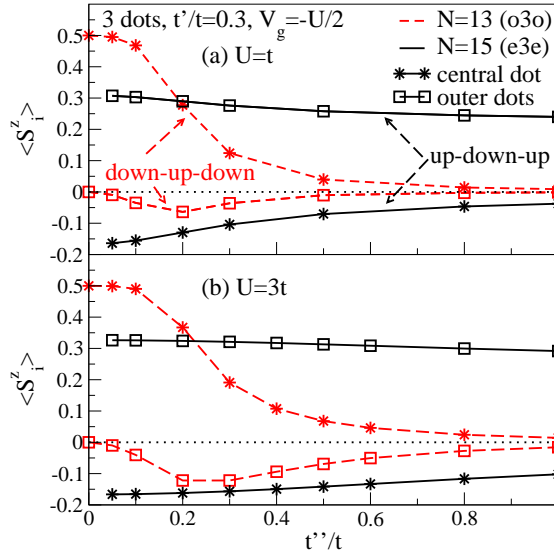 3 dots, t'/t=0.3, V_g=-U/2
N=13 (o3o)
(a) U=t
N=15 (e3e)
central dot
outer dots
down-up-down
up-down-up
<S_i^z>
0.5
0.4
0.3
0.2
0.1
0
-0.1
-0.2
(b) U=3t
<S_i^z>
0.5
0.4
0.3
0.2
0.1
0
-0.1
-0.2
0
0.2
0.4
0.6
0.8
t''/t